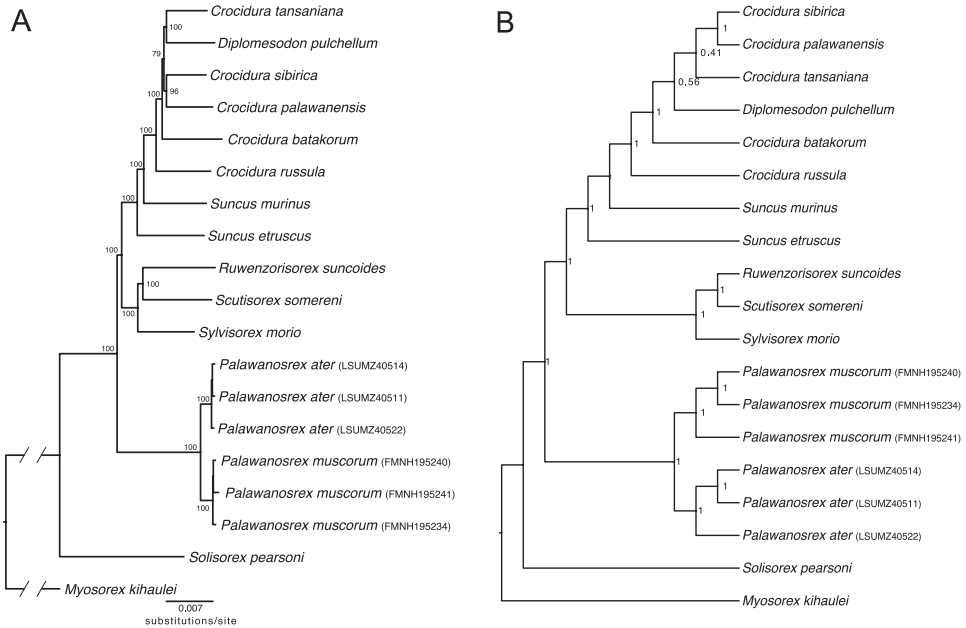 A
Crocidura tansaniana
100
Diplomesodon pulchellum
79
Crocidura sibirica
96
100
Crocidura palawanensis
100
Crocidura batakorum
100
Crocidura russula
100
Suncus murinus
100
Suncus etruscus
Ruwenzorisorex suncoides
100
Scutisorex somereni
100
Sylvisorex morio
100
Palawanosrex ater (LSUMZ40514)
100
Palawanosrex ater (LSUMZ40511)
Palawanosrex ater (LSUMZ40522)
100
Palawanosrex muscorum (FMNH195240)
Palawanosrex muscorum (FMNH195241)
100
Palawanosrex muscorum (FMNH195234)
Solisorex pearsoni
Myosorex kihaulei
0.007
substitutions/site
B
Crocidura sibirica
1
Crocidura palawanensis
0.41
Crocidura tansaniana
0.56
Diplomesodon pulchellum
1
Crocidura batakorum
1
Crocidura russula
Suncus murinus
1
Suncus etruscus
1
Ruwenzorisorex suncoides
1
Scutisorex somereni
1
Sylvisorex morio
1
Palawanosrex muscorum (FMNH195240)
1
Palawanosrex muscorum (FMNH195234)
1
Palawanosrex muscorum (FMNH195241)
1
Palawanosrex ater (LSUMZ40514)
1
Palawanosrex ater (LSUMZ40511)
1
Palawanosrex ater (LSUMZ40522)
Solisorex pearsoni
Myosorex kihaulei